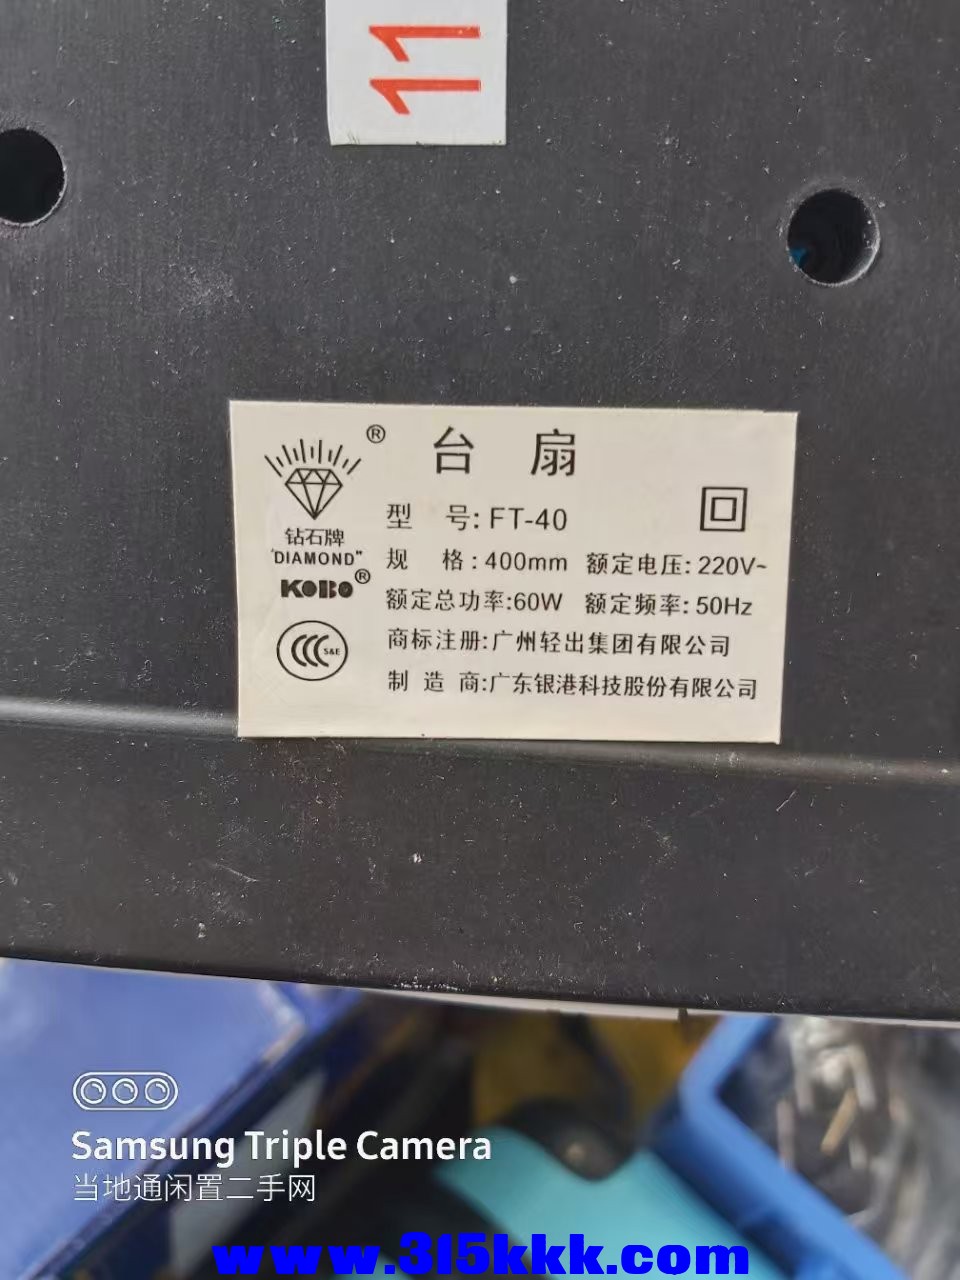 11
®
台 扇
钻石牌
"DIAMOND"
KOBO®
S&E
型 号: FT-40
规 格: 400mm 额定电压: 220V~
额定总功率:60W 额定频率: 50Hz
商标注册:广州轻出集团有限公司
制 造 商:广东银港科技股份有限公司
Samsung Triple Camera
当地通闲置二手网
www.315kkk.com